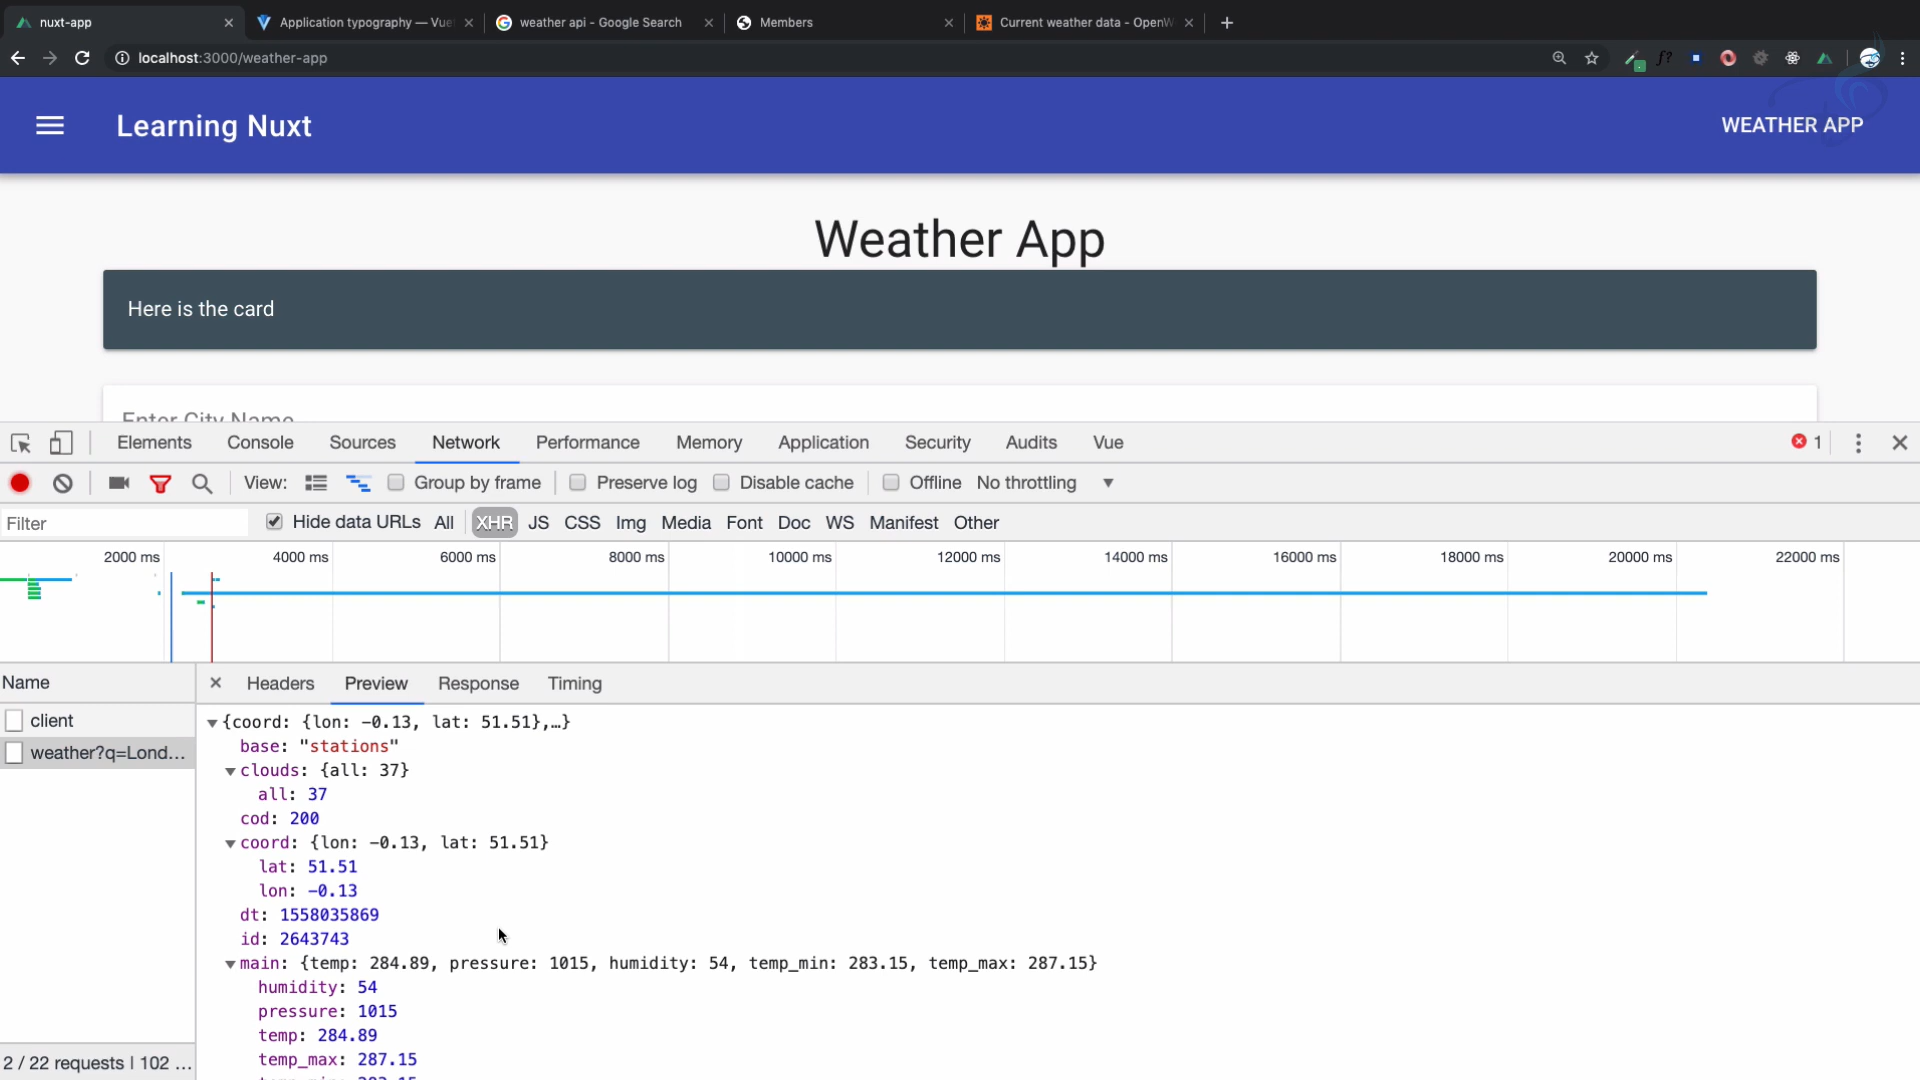 nuxt-app
Application typography — Vuet
weather api - Google Search
Members
Current weather data - OpenW
localhost:3000/weather-app
f?
Learning Nuxt
WEATHER APP
Weather App
Here is the card
Enter City Name
Elements Console Sources Network Performance Memory Application Security Audits Vue 1
View: Group by frame Preserve log Disable cache Offline No throttling
Filter Hide data URLs All XHR JS CSS Img Media Font Doc WS Manifest Other
2000 ms 4000 ms 6000 ms 8000 ms 10000 ms 12000 ms 14000 ms 16000 ms 18000 ms 20000 ms 22000 ms
Name
Headers Preview Response Timing
client
weather?q=Lond...
{coord: {lon: -0.13, lat: 51.51},…}
base: "stations"
clouds: {all: 37}
all: 37
cod: 200
coord: {lon: -0.13, lat: 51.51}
lat: 51.51
lon: -0.13
dt: 1558035869
id: 2643743
main: {temp: 284.89, pressure: 1015, humidity: 54, temp_min: 283.15, temp_max: 287.15}
humidity: 54
pressure: 1015
temp: 284.89
temp_max: 287.15
temp_min: 283.15
2 / 22 requests | 102 ...